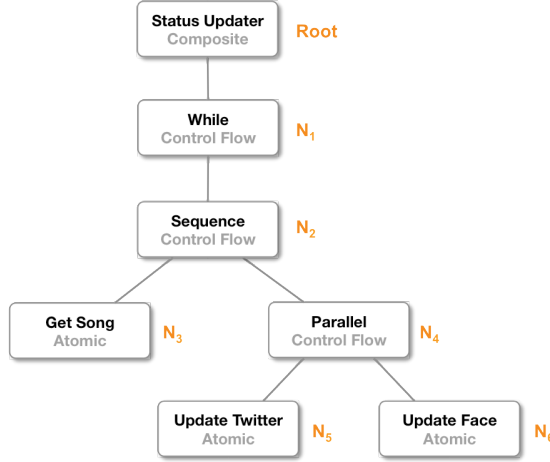 Status Updater
Composite
Root
While
Control Flow
N₁
Sequence
Control Flow
N₂
Get Song
Atomic
N₃
Parallel
Control Flow
N₄
Update Twitter
Atomic
N₅
Update Face
Atomic
N₆